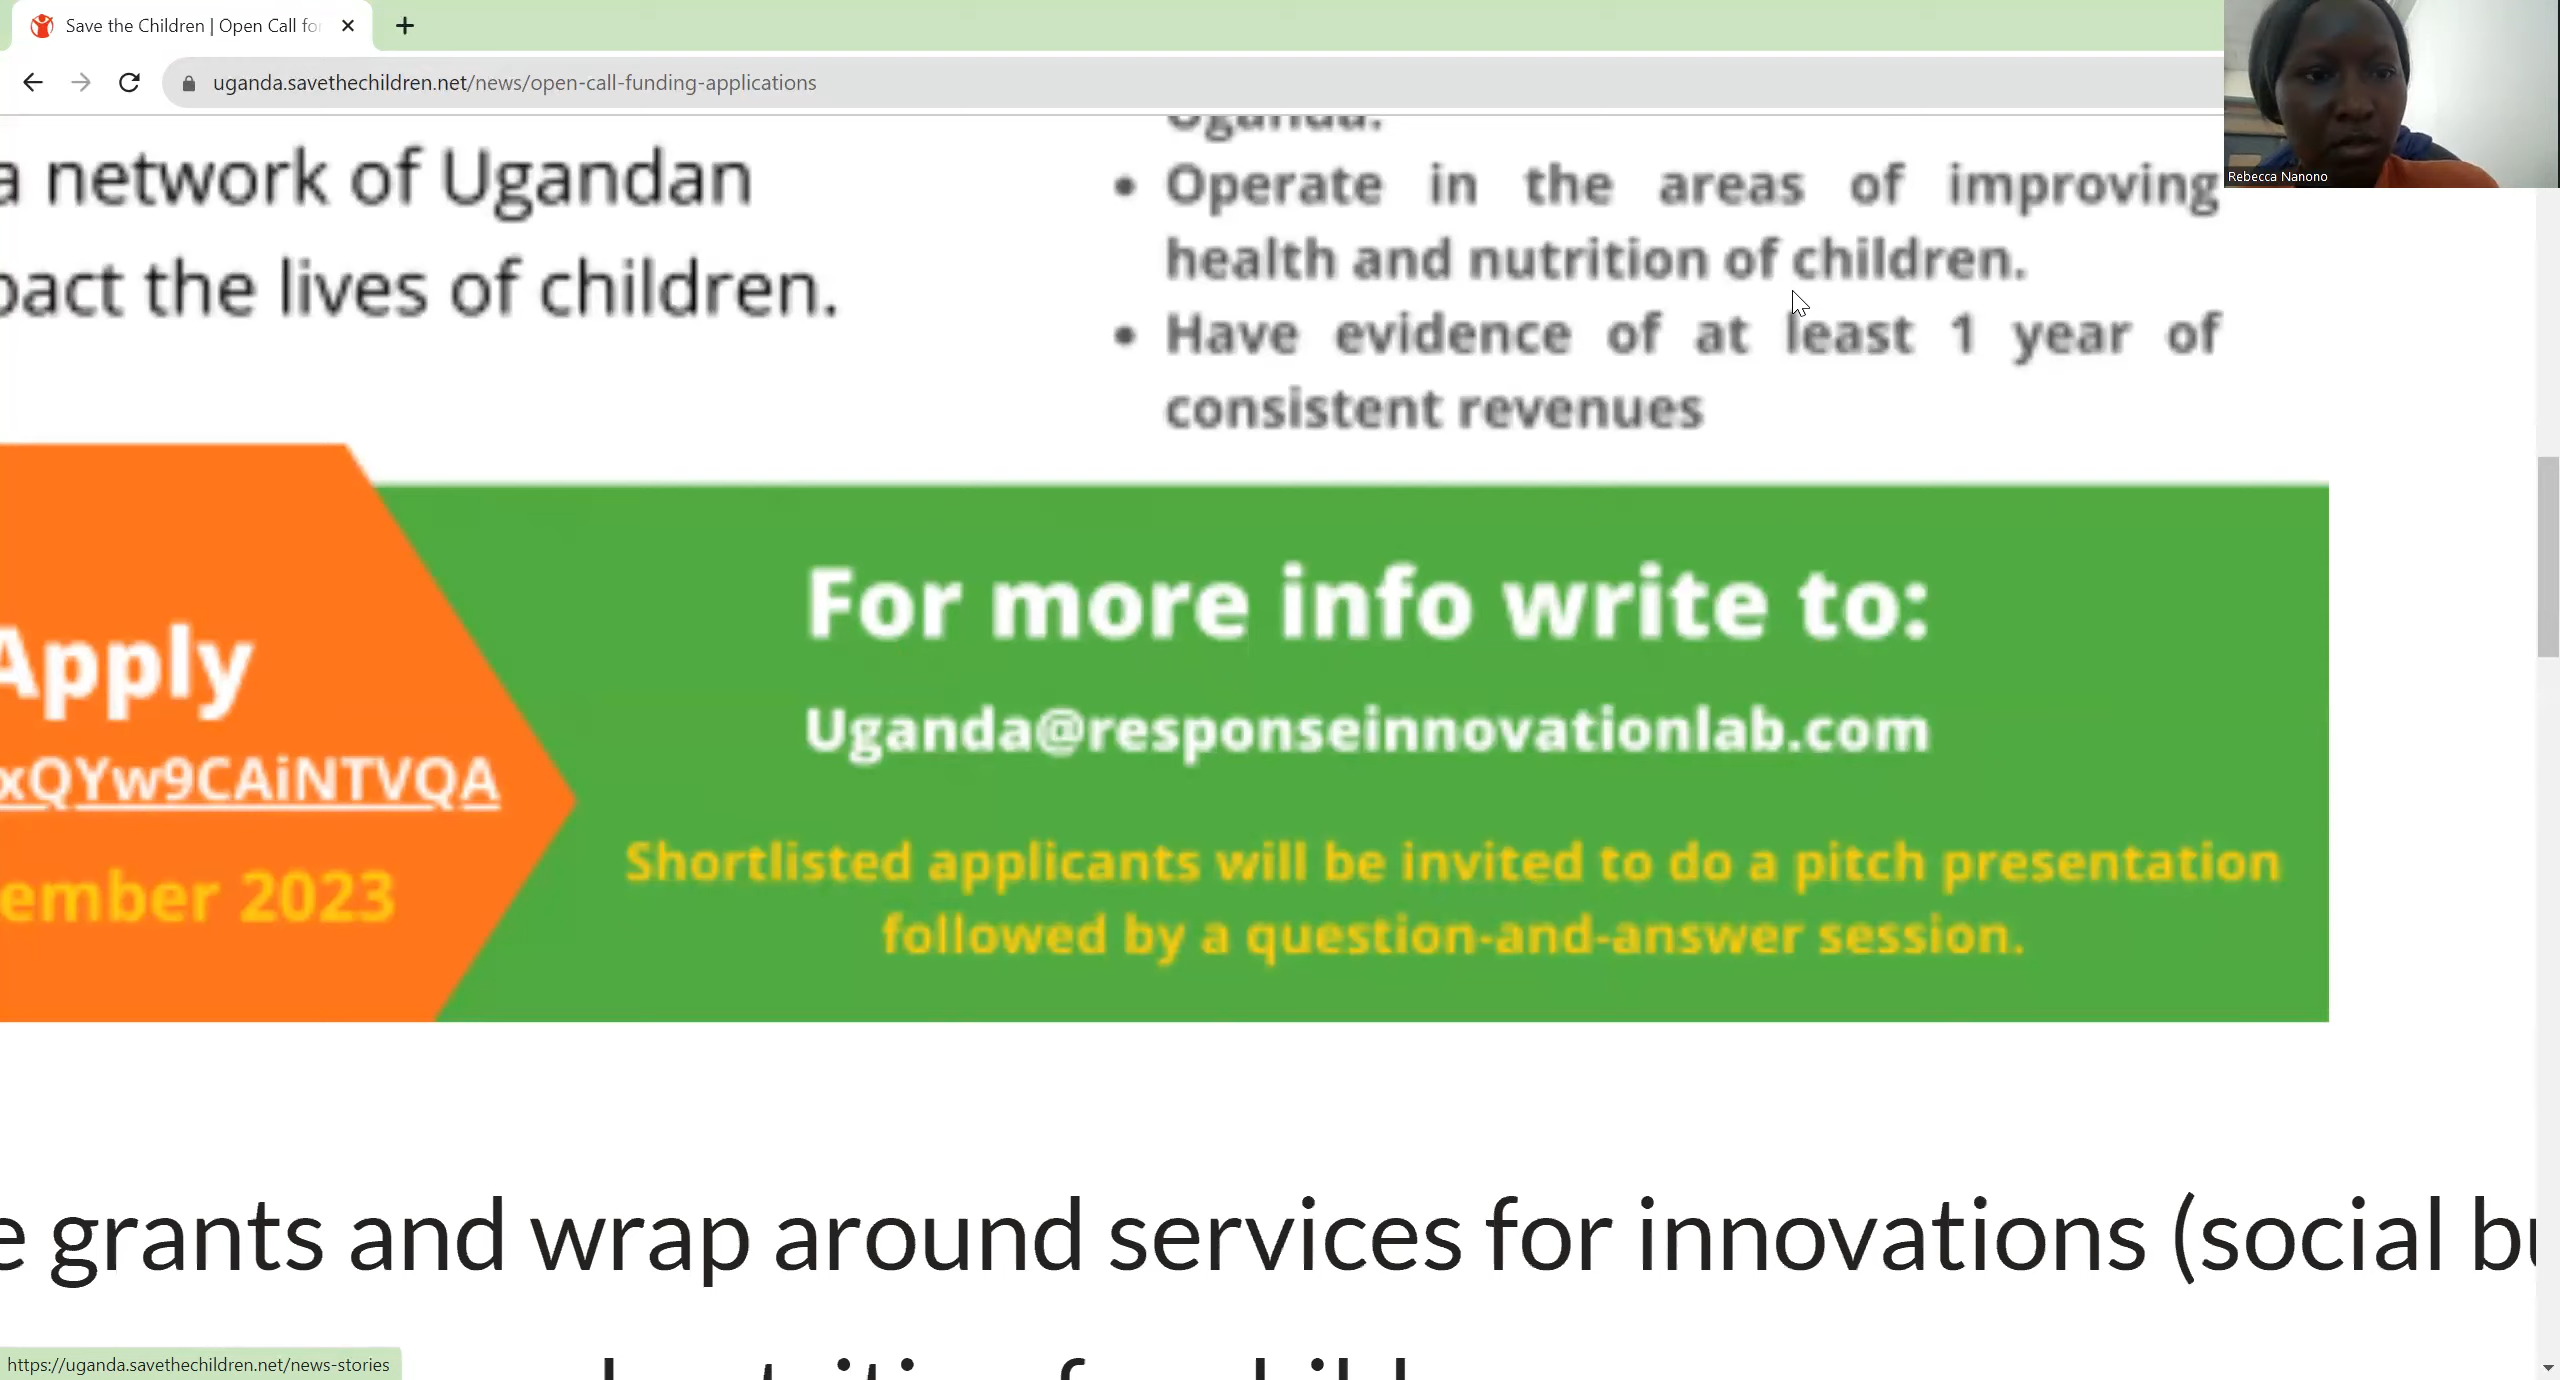 Save the Children | Open Call for
uganda.savethechildren.net/news/open-call-funding-applications
Rebecca Nanono
a network of Ugandan
pact the lives of children.
Uganda.
• Operate in the areas of improving
health and nutrition of children.
• Have evidence of at least 1 year of
consistent revenues
Apply
xQYw9CAiNTVQA
ember 2023
For more info write to:
Uganda@responseinnovationlab.com
Shortlisted applicants will be invited to do a pitch presentation
followed by a question-and-answer session.
e grants and wrap around services for innovations (social bu
https://uganda.savethechildren.net/news-stories